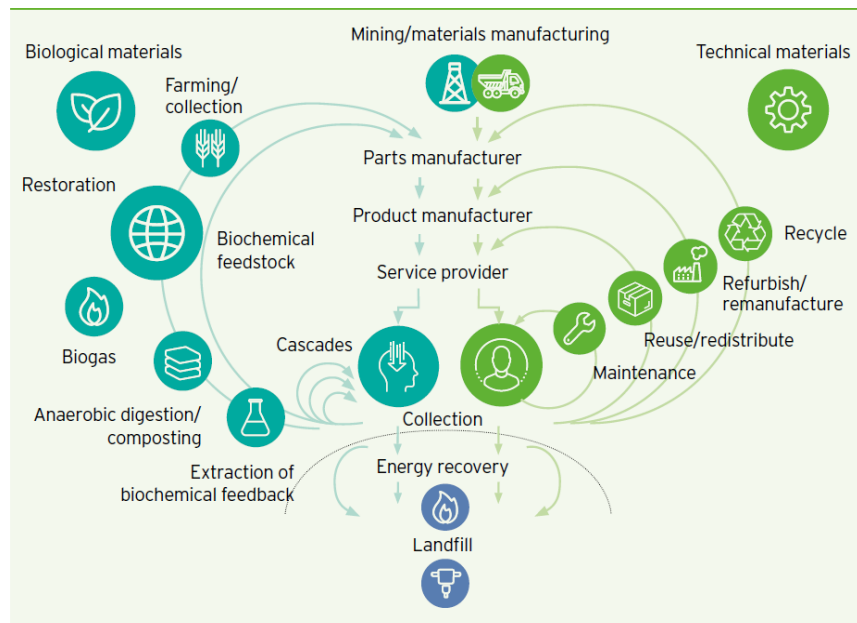 Mining/materials manufacturing
Biological materials
Technical materials
Farming/
collection
Parts manufacturer
Restoration
Product manufacturer
Biochemical
feedstock
Recycle
Service provider
Refurbish/
remanufacture
Reuse/redistribute
Cascades
Biogas
Maintenance
Anaerobic digestion/
composting
Collection
Extraction of
biochemical feedback
Energy recovery
Landfill